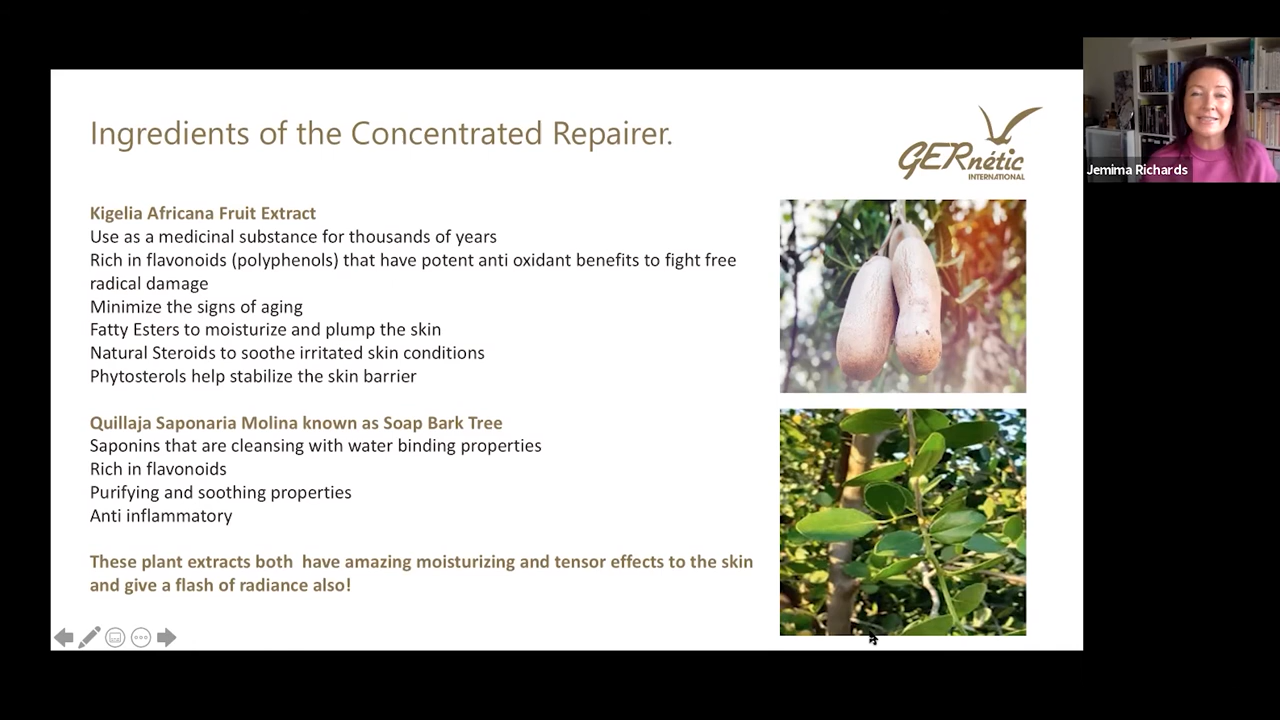 Ingredients of the Concentrated Repairer.
GERnétic
INTERNATIONAL
Jemima Richards
Kigelia Africana Fruit Extract
Use as a medicinal substance for thousands of years
Rich in flavonoids (polyphenols) that have potent anti oxidant benefits to fight free
radical damage
Minimize the signs of aging
Fatty Esters to moisturize and plump the skin
Natural Steroids to soothe irritated skin conditions
Phytosterols help stabilize the skin barrier
Quillaja Saponaria Molina known as Soap Bark Tree
Saponins that are cleansing with water binding properties
Rich in flavonoids
Purifying and soothing properties
Anti inflammatory
These plant extracts both  have amazing moisturizing and tensor effects to the skin
and give a flash of radiance also!